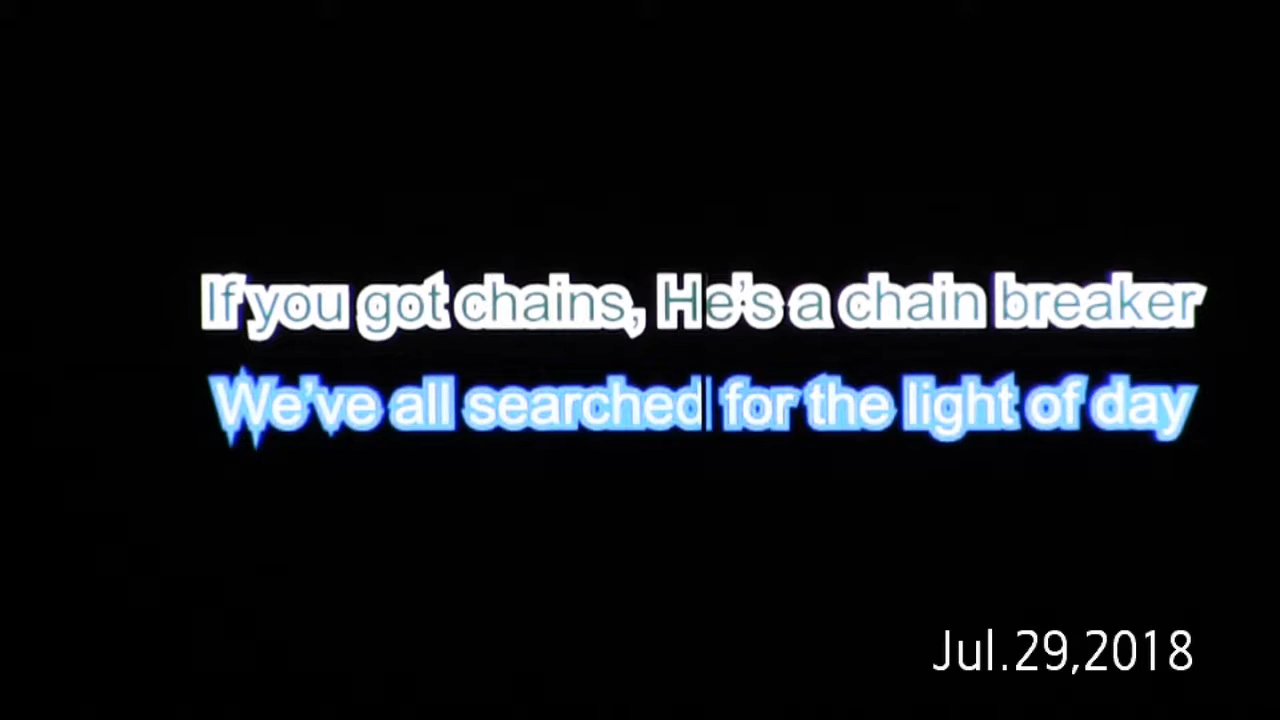 If you got chains, He's a chain breaker
We've all searched for the light of day
Jul.29,2018